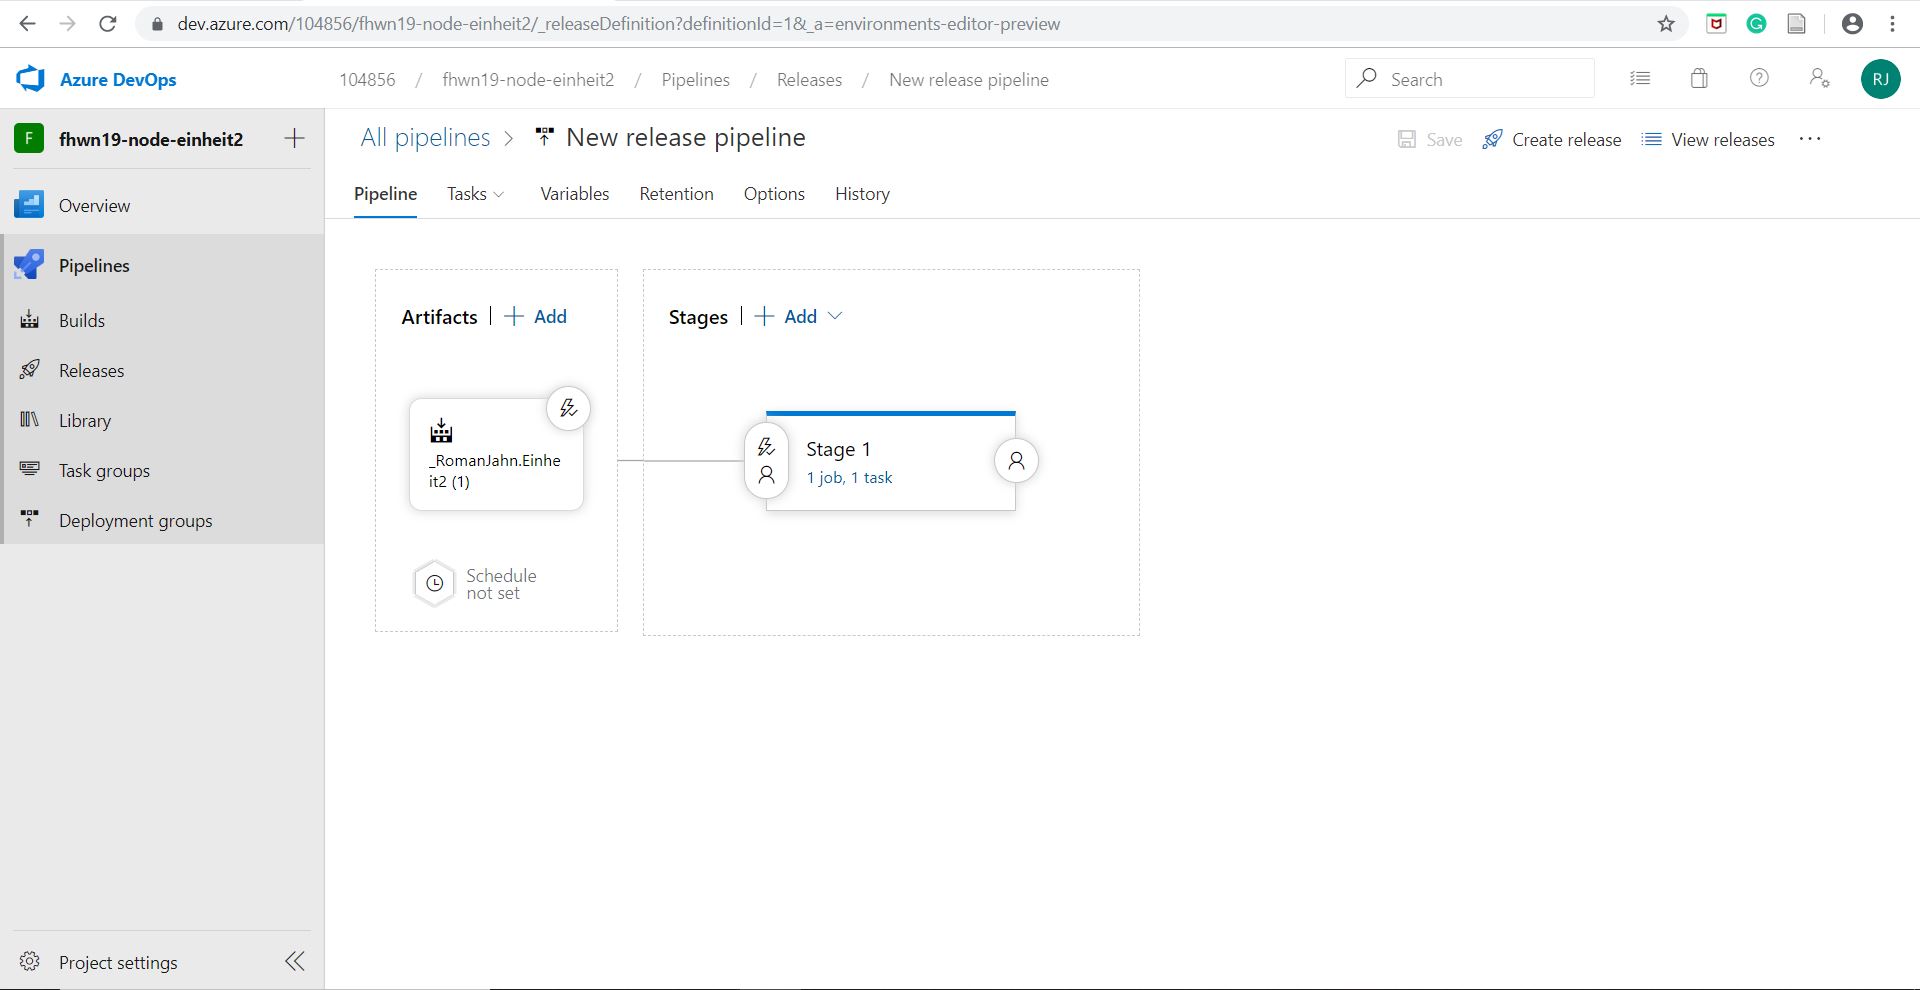 dev.azure.com/104856/fhwn19-node-einheit2/_releaseDefinition?definitionId=1&_a=environments-editor-preview
Azure DevOps
104856 / fhwn19-node-einheit2 / Pipelines / Releases / New release pipeline
Search
RJ
F
fhwn19-node-einheit2
All pipelines > New release pipeline
Save
Create release
View releases
...
Pipeline
Tasks
Variables
Retention
Options
History
Overview
Pipelines
Builds
Releases
Library
Task groups
Deployment groups
Artifacts | + Add
Stages | + Add
_RomanJahn.Einhe
it2 (1)
Stage 1
1 job, 1 task
Schedule
not set
Project settings